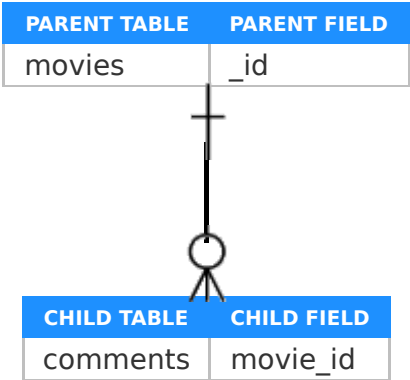 PARENT TABLE PARENT FIELD
movies _id
CHILD TABLE CHILD FIELD
comments movie_id